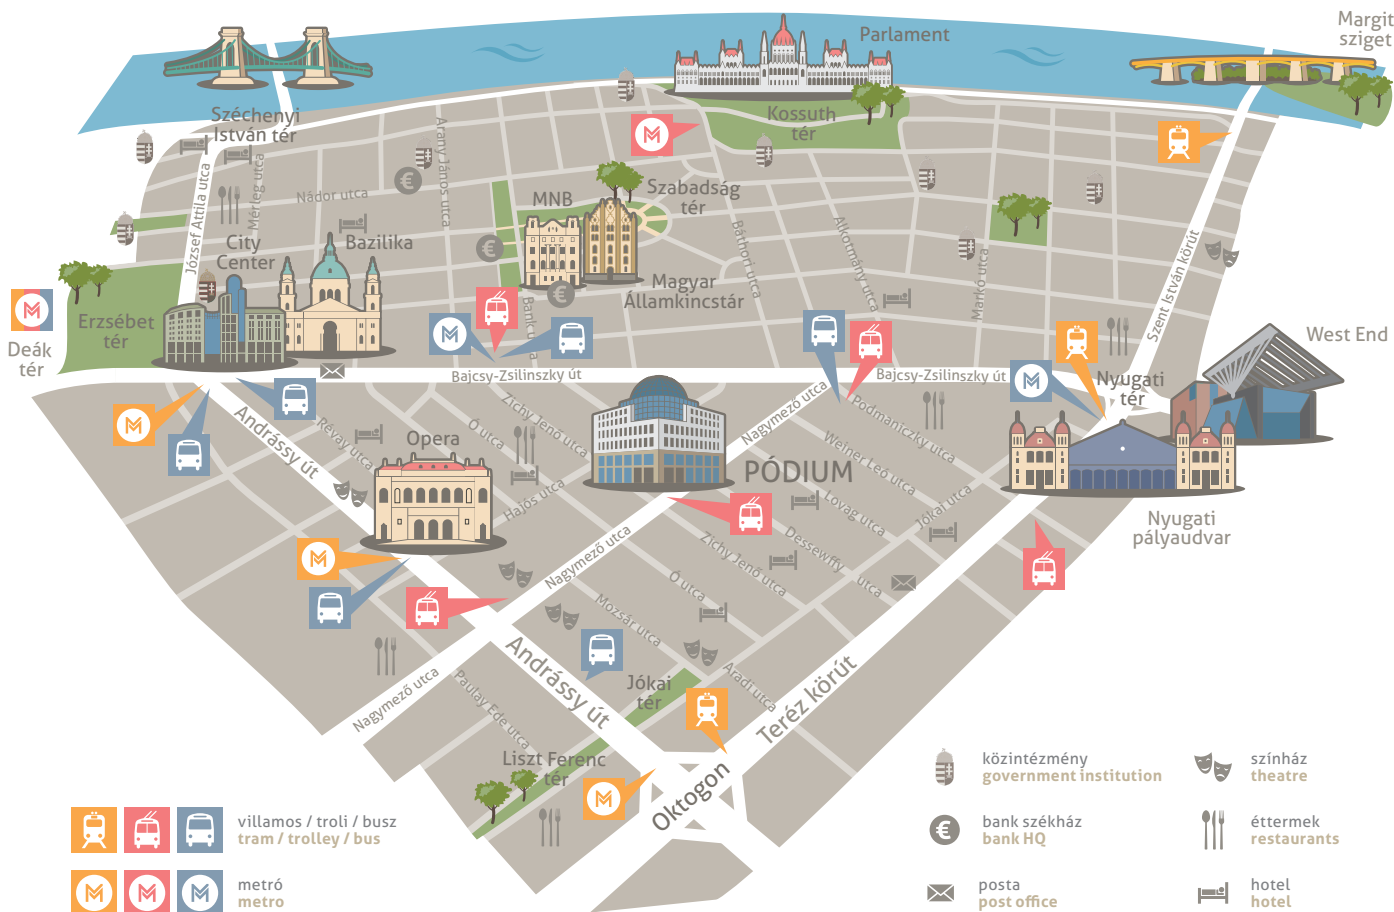 Margit
sziget
Parlament
Széchenyi
István tér
Kossuth
tér
Arany János utca
József Attila utca
Mérleg utca
Nádor utca
MNB
Szabadság
tér
City
Center
Bazilika
Báthori utca
Alkotmány utca
Markó utca
Szent István körút
Magyar
Államkincstár
Bank utca
Erzsébet
tér
Deák
tér
West End
Bajcsy-Zsilinszky út
Bajcsy-Zsilinszky út
Nyugati
tér
Andrássy út
Révay utca
Opera
Ó utca
Zichy Jenő utca
Hajós utca
Nagymező utca
Podmaniczky utca
Weiner Leó utca
PÓDIUM
Lovag utca
Jókai utca
Nyugati
pályaudvar
Nagymező utca
Zichy Jenő utca
Dessewffy utca
Ó utca
Mozsár utca
Aradi utca
Andrássy út
Jókai
tér
Teréz körút
Nagymező utca
Paulay Ede utca
Liszt Ferenc
tér
Oktogon
villamos / troli / busz
tram / trolley / bus
metró
metro
közintézmény
government institution
bank székház
bank HQ
posta
post office
színház
theatre
éttermek
restaurants
hotel
hotel